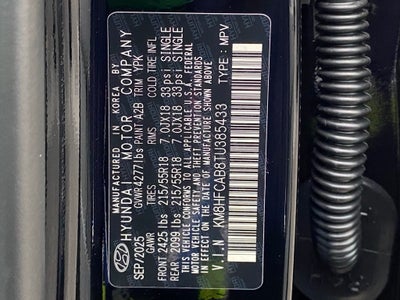 MANUFACTURED IN KOREA BY
HYUNDAI MOTOR COMPANY
SEP/2025 GVWR 4277 lbs PAINT A2B TRIM YPK
GAWR TIRES RIMS COLD TIRE INFL.
FRONT 2425 lbs 215/55R18 7.0JX18 33psi SINGLE
REAR 2099 lbs 215/55R18 7.0JX18 33psi SINGLE
THIS VEHICLE CONFORMS TO ALL APPLICABLE U.S.A. FEDERAL
MOTOR VEHICLE SAFETY AND THEFT PREVENTION STANDARDS
IN EFFECT ON THE DATE OF MANUFACTURE SHOWN ABOVE.
V I N : KM8HFCAB8TU385433 TYPE : MPV